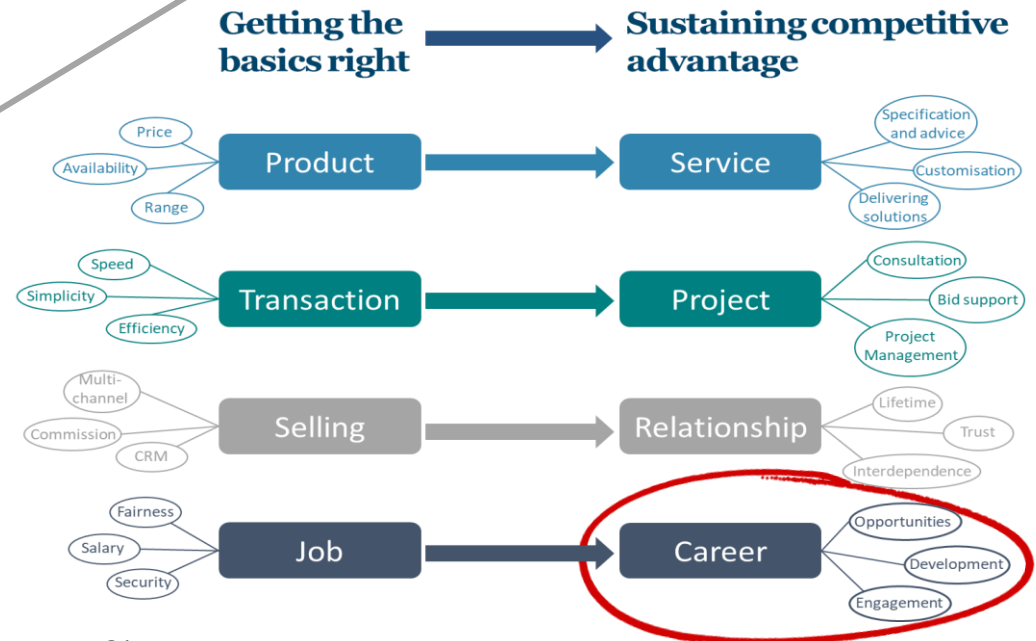 Getting the
basics right
Sustaining competitive
advantage
Price
Availability
Range
Product
Service
Specification
and advice
Customisation
Delivering
solutions
Speed
Simplicity
Efficiency
Transaction
Project
Consultation
Bid support
Project
Management
Multi-
channel
Commission
CRM
Selling
Relationship
Lifetime
Trust
Interdependence
Fairness
Salary
Security
Job
Career
Opportunities
Development
Engagement